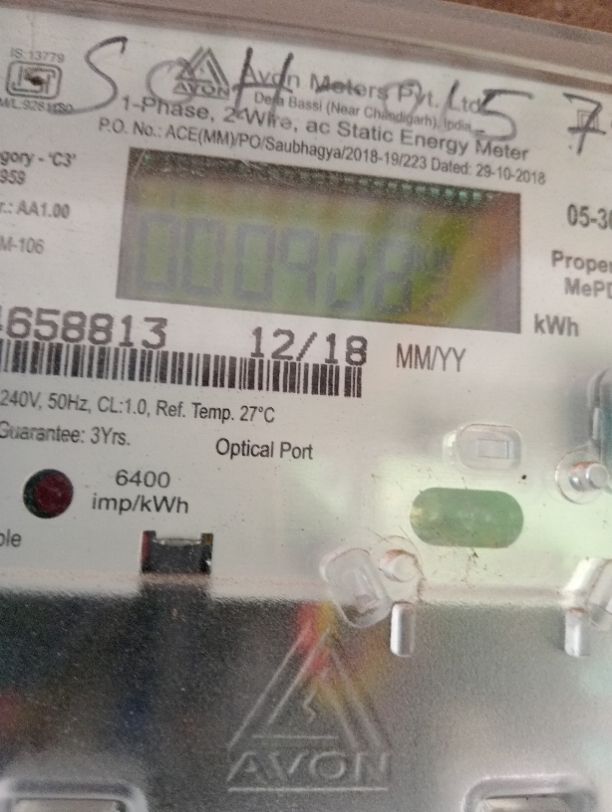 IS:13779
AVON
Avon Meters Pvt. Ltd.
Dera Bassi (Near Chandigarh), India
1-Phase, 2-Wire, ac Static Energy Meter
P.O. No.: ACE(MM)/PO/Saubhagya/2018-19/223 Dated: 29-10-2018
gory - 'C3'
959
r.: AA1.00
M-106
05-30
Proper
MePD
kWh
658813 12/18 MM/YY
240V, 50Hz, CL:1.0, Ref. Temp. 27°C
Guarantee: 3Yrs.
Optical Port
6400
imp/kWh
ble
AVON